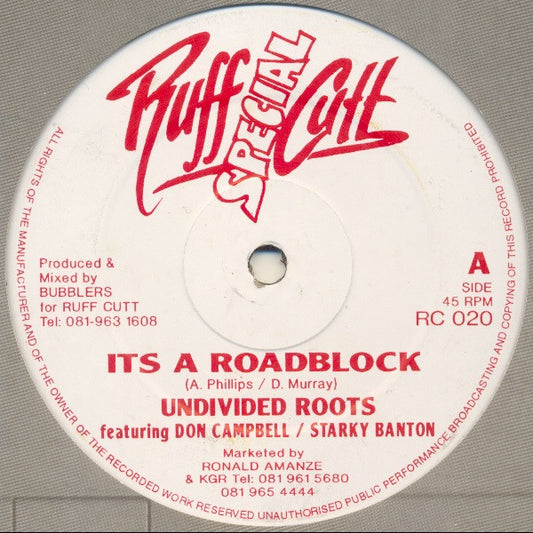 Ruff SPECIAL Cutt
Produced &
Mixed by
BUBBLERS
for RUFF CUTT
Tel: 081-963 1608
A
SIDE
45 RPM
RC 020
ITS A ROADBLOCK
(A. Phillips / D. Murray)
UNDIVIDED ROOTS
featuring DON CAMPBELL / STARKY BANTON
Marketed by
RONALD AMANZE
& KGR Tel: 081 961 5680
081 965 4444
ALL RIGHTS OF THE MANUFACTURER AND OF THE OWNER OF THE RECORDED WORK RESERVED UNAUTHORISED PUBLIC PERFORMANCE BROADCASTING AND COPYING OF THIS RECORD PROHIBITED